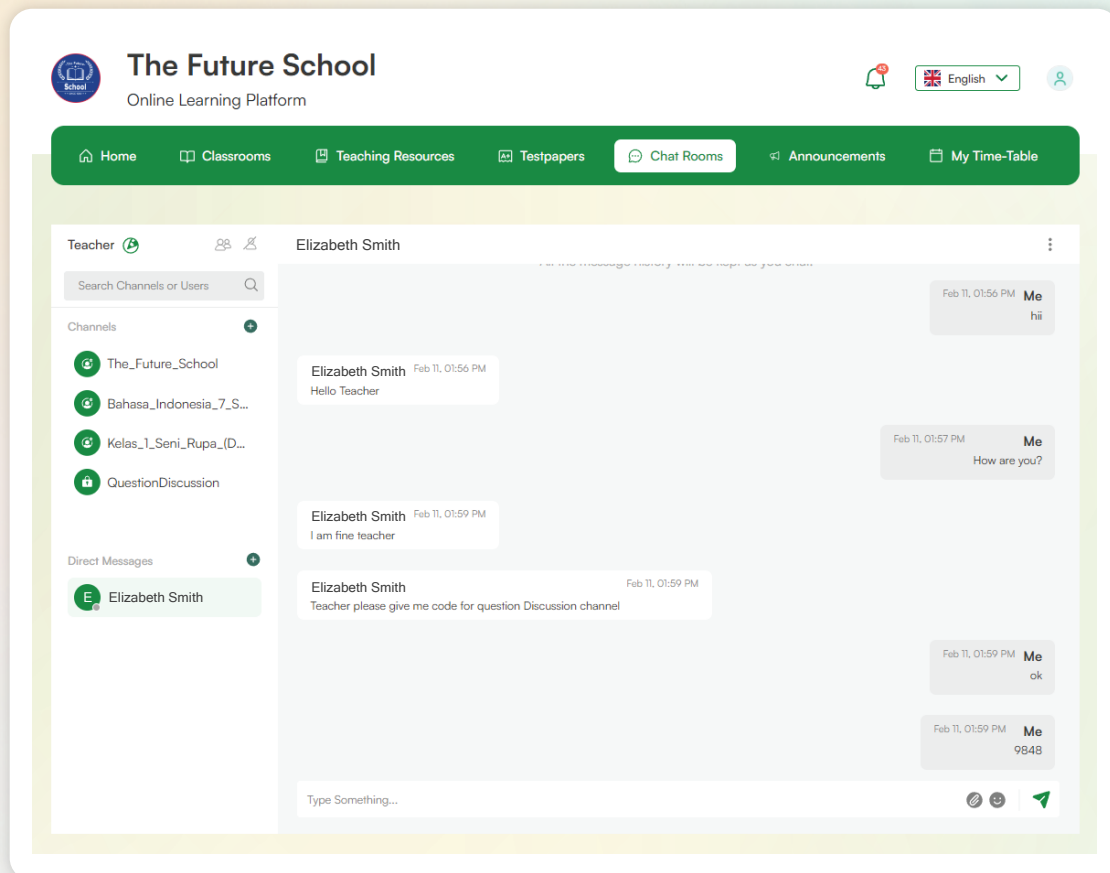 The Future School
Online Learning Platform
School
43
English
Home
Classrooms
Teaching Resources
Testpapers
Chat Rooms
Announcements
My Time-Table
Teacher
Search Channels or Users
Channels
The_Future_School
Bahasa_Indonesia_7_S...
Kelas_1_Seni_Rupa_(D...
QuestionDiscussion
Direct Messages
E
Elizabeth Smith
Elizabeth Smith
Feb 11, 01:56 PM Me
hii
Elizabeth Smith Feb 11, 01:56 PM
Hello Teacher
Feb 11, 01:57 PM Me
How are you?
Elizabeth Smith Feb 11, 01:59 PM
I am fine teacher
Elizabeth Smith Feb 11, 01:59 PM
Teacher please give me code for question Discussion channel
Feb 11, 01:59 PM Me
ok
Feb 11, 01:59 PM Me
9848
Type Something...